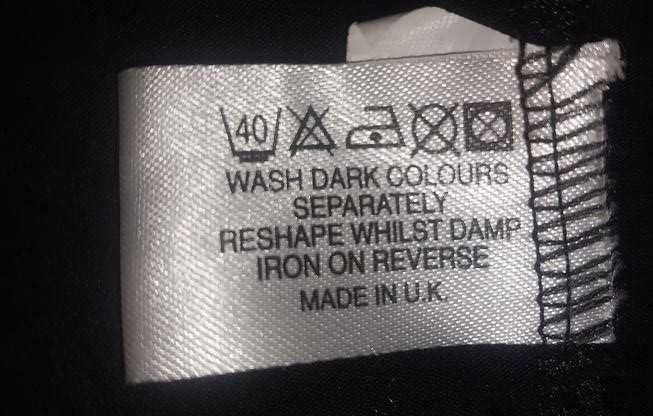 40
WASH DARK COLOURS
SEPARATELY
RESHAPE WHILST DAMP
IRON ON REVERSE
MADE IN U.K.